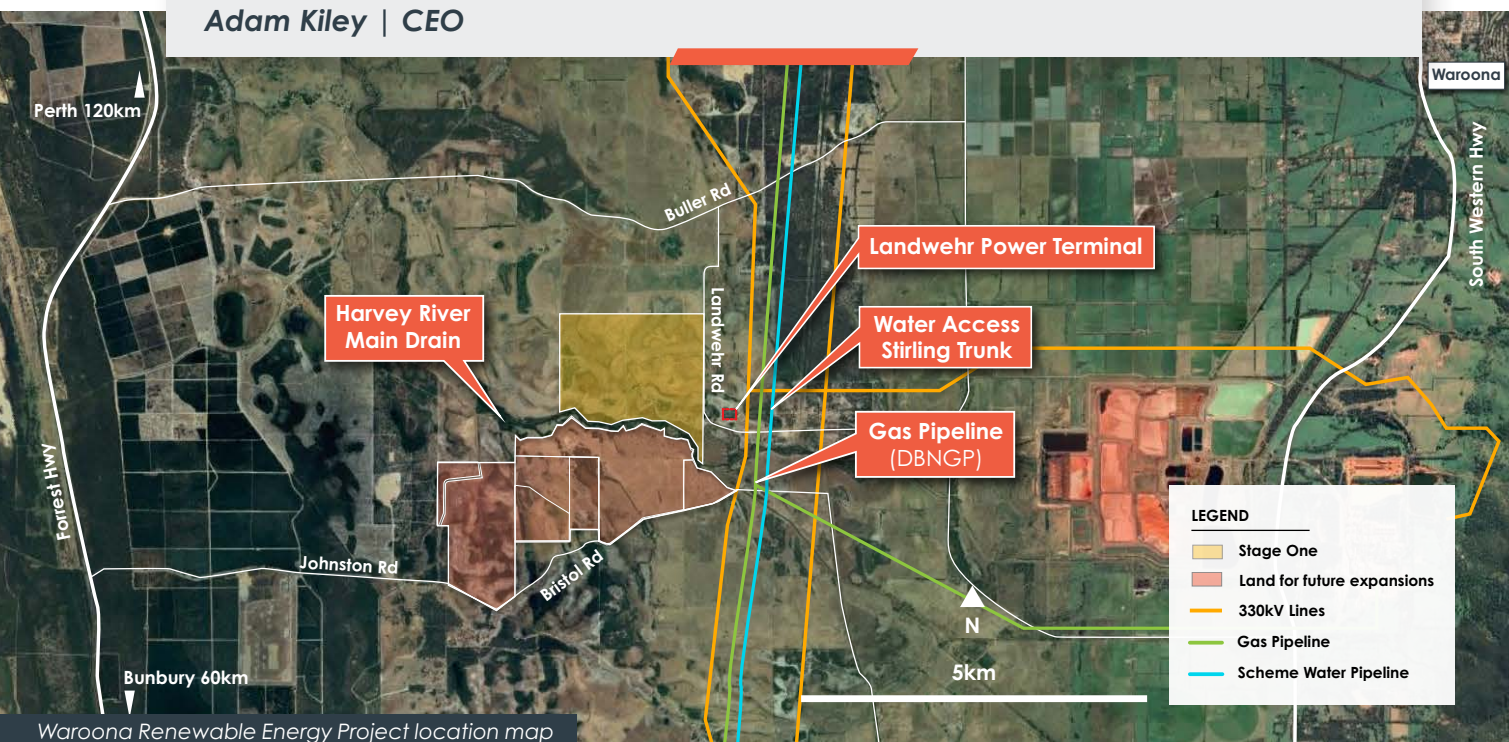 Adam Kiley | CEO
Waroona
Perth 120km
South Western Hwy
Buller Rd
Landwehr Power Terminal
Landwehr Rd
Harvey River
Main Drain
Water Access
Stirling Trunk
Gas Pipeline
(DBNGP)
Forrest Hwy
Johnston Rd
Bristol Rd
N
5km
Bunbury 60km
LEGEND
Stage One
Land for future expansions
330kV Lines
Gas Pipeline
Scheme Water Pipeline
Waroona Renewable Energy Project location map